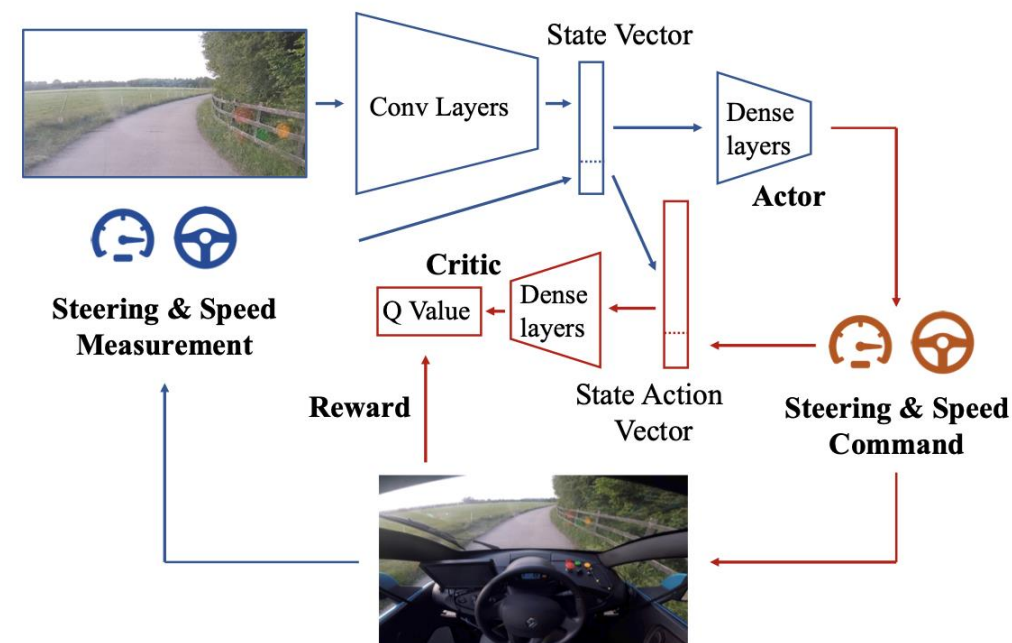 State Vector
Conv Layers
Dense
layers
Actor
Critic
Steering & Speed
Measurement
Q Value
Dense
layers
Reward
State Action
Vector
Steering & Speed
Command